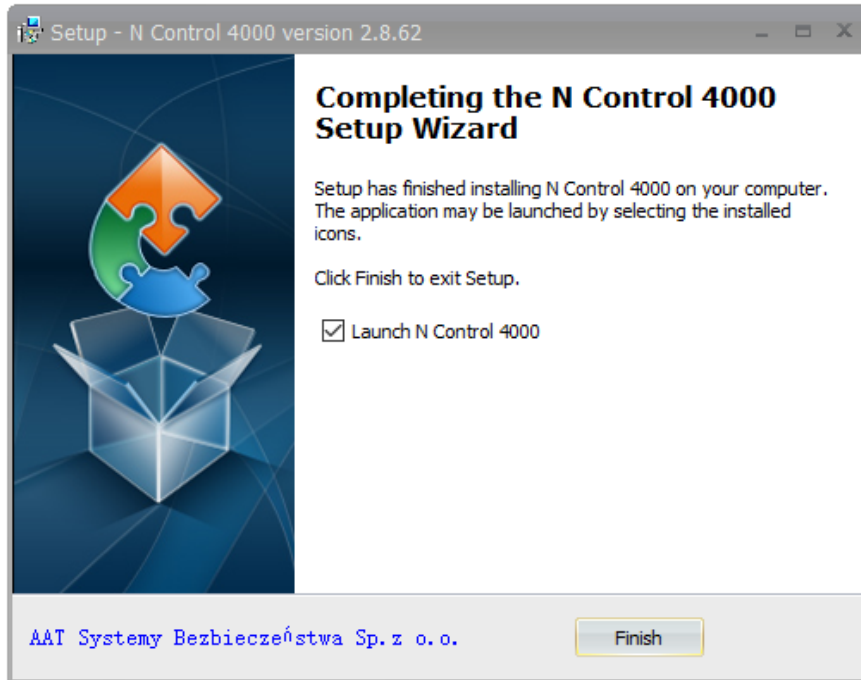 Setup - N Control 4000 version 2.8.62
Completing the N Control 4000
Setup Wizard
Setup has finished installing N Control 4000 on your computer.
The application may be launched by selecting the installed
icons.
Click Finish to exit Setup.
Launch N Control 4000
AAT Systemy Bezbieczeństwa Sp. z o. o.
Finish